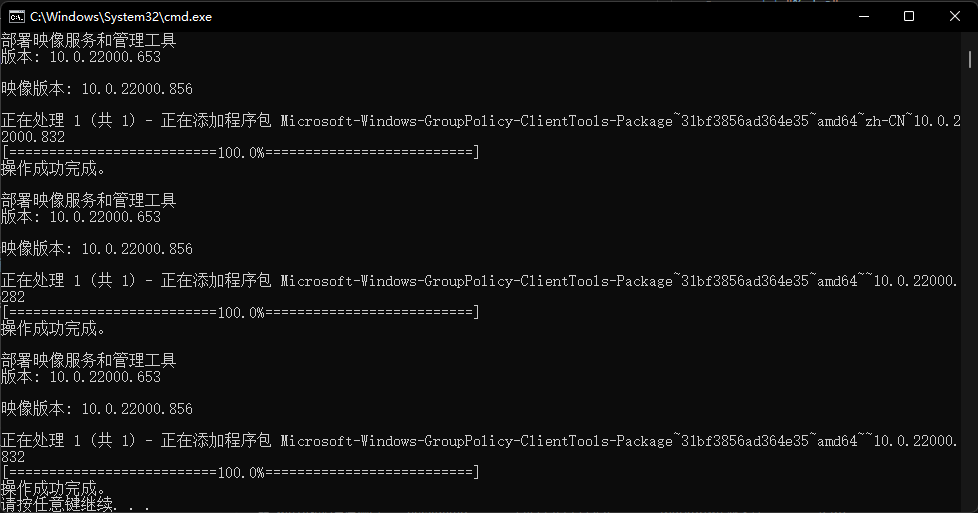 C:\Windows\System32\cmd.exe
部署映像服务和管理工具
版本: 10.0.22000.653
映像版本: 10.0.22000.856
正在处理 1 (共 1) - 正在添加程序包 Microsoft-Windows-GroupPolicy-ClientTools-Package~31bf3856ad364e35~amd64~zh-CN~10.0.2
2000.832
[==========================100.0%==========================]
操作成功完成。
部署映像服务和管理工具
版本: 10.0.22000.653
映像版本: 10.0.22000.856
正在处理 1 (共 1) - 正在添加程序包 Microsoft-Windows-GroupPolicy-ClientTools-Package~31bf3856ad364e35~amd64~~10.0.22000.
282
[==========================100.0%==========================]
操作成功完成。
部署映像服务和管理工具
版本: 10.0.22000.653
映像版本: 10.0.22000.856
正在处理 1 (共 1) - 正在添加程序包 Microsoft-Windows-GroupPolicy-ClientTools-Package~31bf3856ad364e35~amd64~~10.0.22000.
832
[==========================100.0%==========================]
操作成功完成。
请按任意键继续. . .